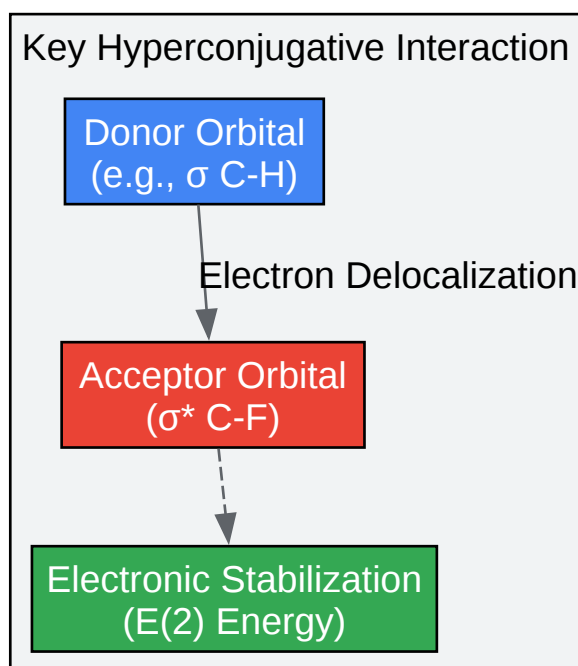 Key Hyperconjugative Interaction
Donor Orbital
(e.g., σ C-H)
Electron Delocalization
Acceptor Orbital
(σ* C-F)
Electronic Stabilization
(E(2) Energy)